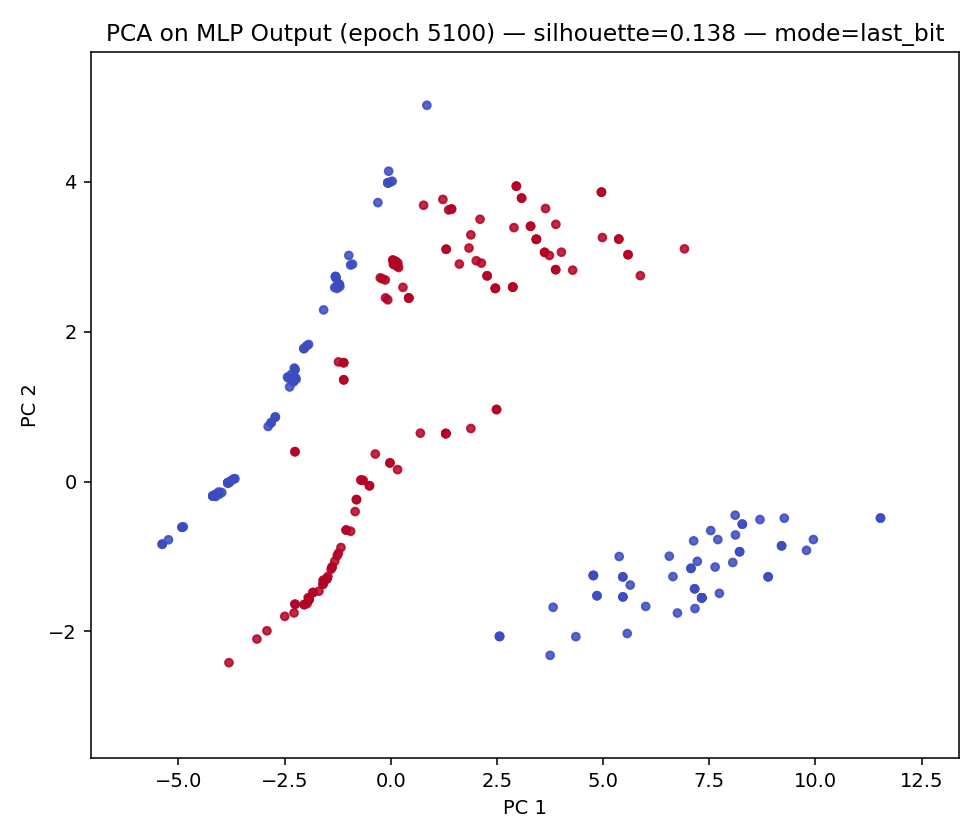 PCA on MLP Output (epoch 5100) — silhouette=0.138 — mode=last_bit
4
2
0
−2
PC 2
−5.0 −2.5 0.0 2.5 5.0 7.5 10.0 12.5
PC 1